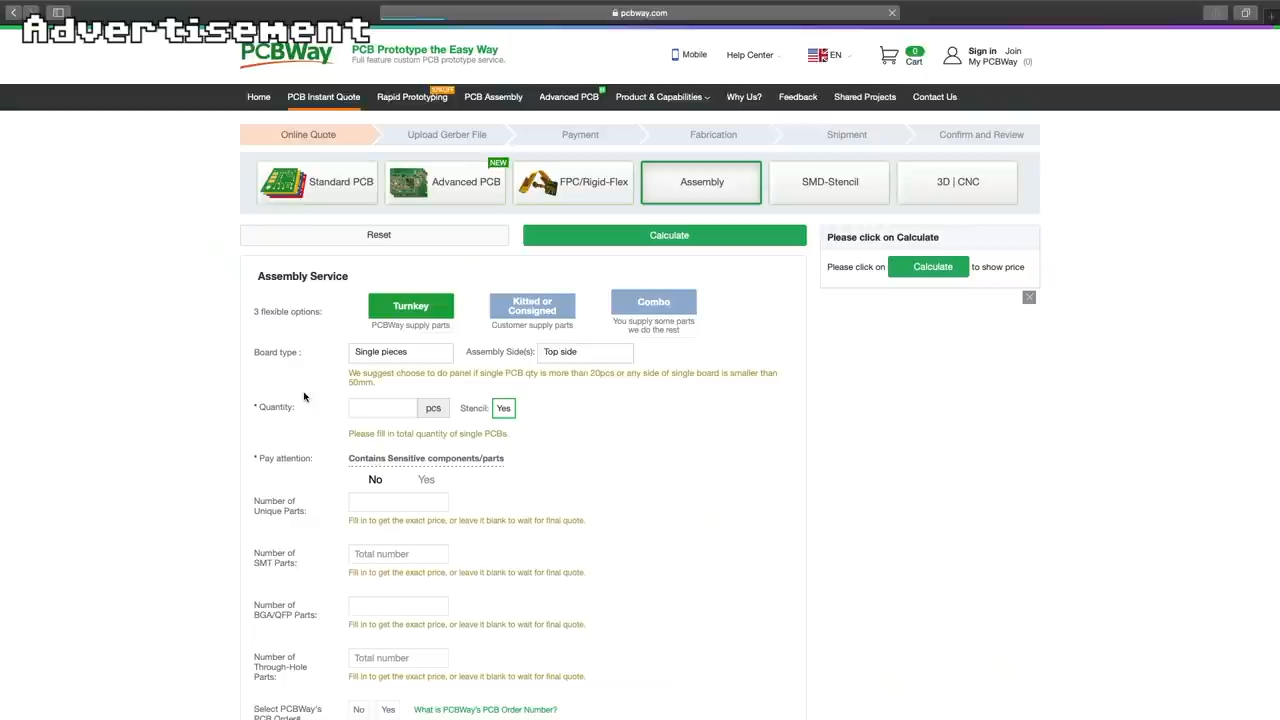 pcbway.com
Advertisement
PCBWay
PCB Prototype the Easy Way
Full feature custom PCB prototype service.
Mobile
Help Center
EN
0
Cart
Sign in Join
My PCBWay (0)
Home PCB Instant Quote Rapid Prototyping PCB Assembly Advanced PCB Product & Capabilities Why Us? Feedback Shared Projects Contact Us
Online Quote Upload Gerber File Payment Fabrication Shipment Confirm and Review
NEW
Standard PCB Advanced PCB FPC/Rigid-Flex Assembly SMD-Stencil 3D | CNC
Reset Calculate
Please click on Calculate
Please click on Calculate to show price
Assembly Service
3 flexible options:
Turnkey
PCBWay supply parts
Kitted or
Consigned
Customer supply parts
Combo
You supply some parts
we do the rest
Board type : Single pieces Assembly Side(s): Top side
We suggest choose to do panel if single PCB qty is more than 20pcs or any side of single board is smaller than
50mm.
* Quantity: pcs Stencil: Yes
Please fill in total quantity of single PCBs
* Pay attention: Contains Sensitive components/parts
No Yes
Number of
Unique Parts:
Fill in to get the exact price, or leave it blank to wait for final quote.
Number of
SMT Parts:
Total number
Fill in to get the exact price, or leave it blank to wait for final quote.
Number of
BGA/QFP Parts:
Fill in to get the exact price, or leave it blank to wait for final quote.
Number of
Through-Hole
Parts:
Total number
Fill in to get the exact price, or leave it blank to wait for final quote.
Select PCBWay's
PCB Order#
No Yes What is PCBWay's PCB Order Number?